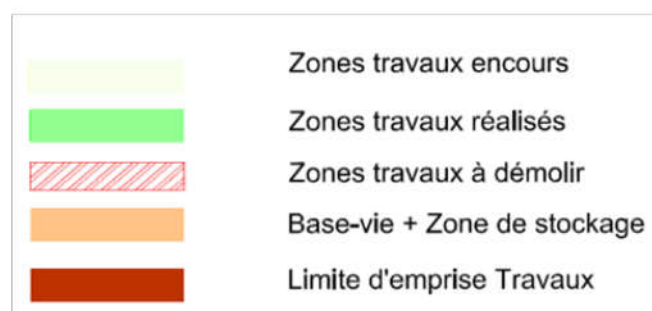 Zones travaux encours
Zones travaux réalisés
Zones travaux à démolir
Base-vie + Zone de stockage
Limite d'emprise Travaux